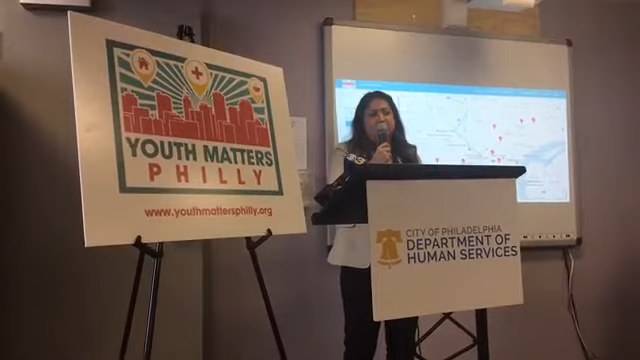 YOUTH MATTERS
PHILLY
www.youthmattersphilly.org
CITY OF PHILADELPHIA
DEPARTMENT OF
HUMAN SERVICES